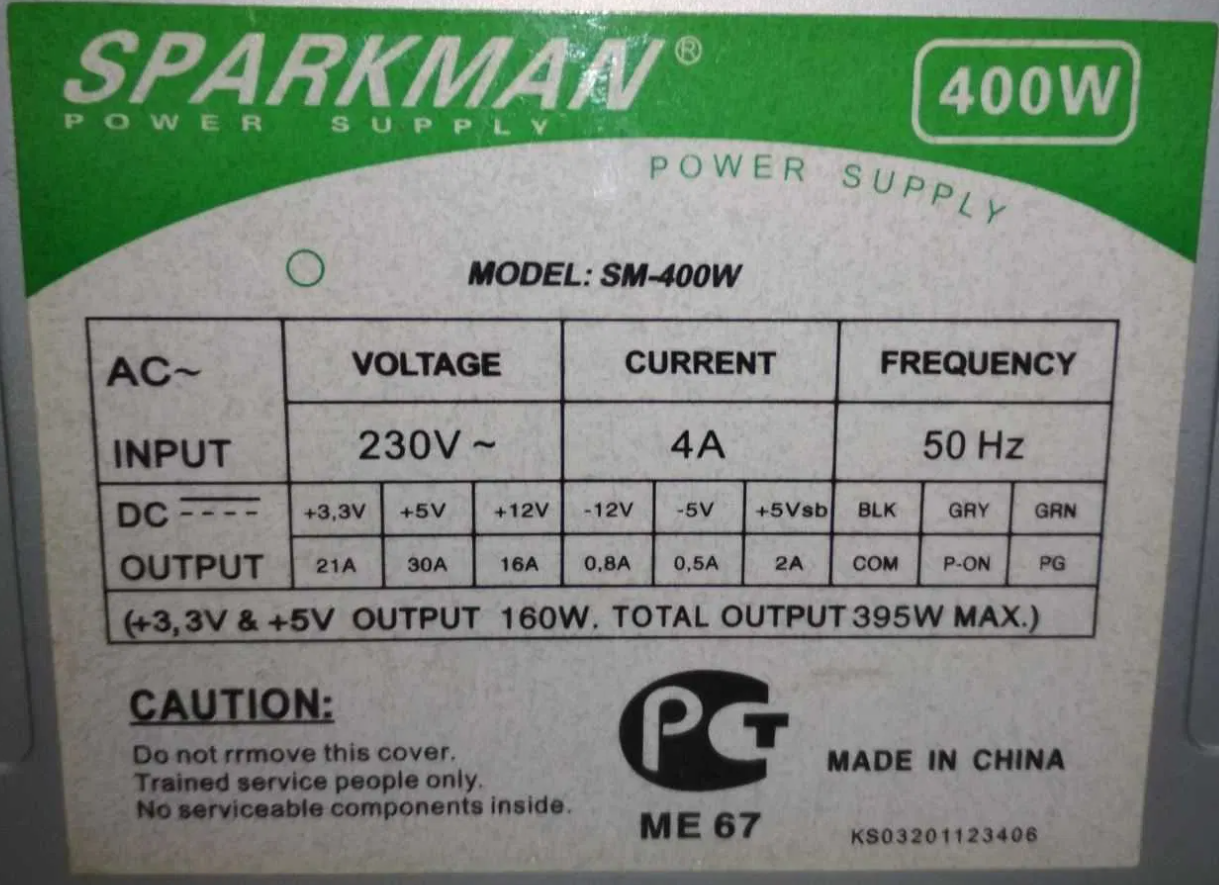 SPARKMAN®
POWER SUPPLY
400W
POWER SUPPLY
MODEL: SM-400W
AC~ INPUT
VOLTAGE CURRENT FREQUENCY
230V ~ 4A 50 Hz
DC OUTPUT
+3,3V +5V +12V -12V -5V +5Vsb BLK GRY GRN
21A 30A 16A 0,8A 0,5A 2A COM P-ON PG
(+3,3V & +5V OUTPUT 160W. TOTAL OUTPUT 395W MAX.)
CAUTION:
Do not rrmove this cover.
Trained service people only.
No serviceable components inside.
РСТ
ME 67
MADE IN CHINA
KS03201123406